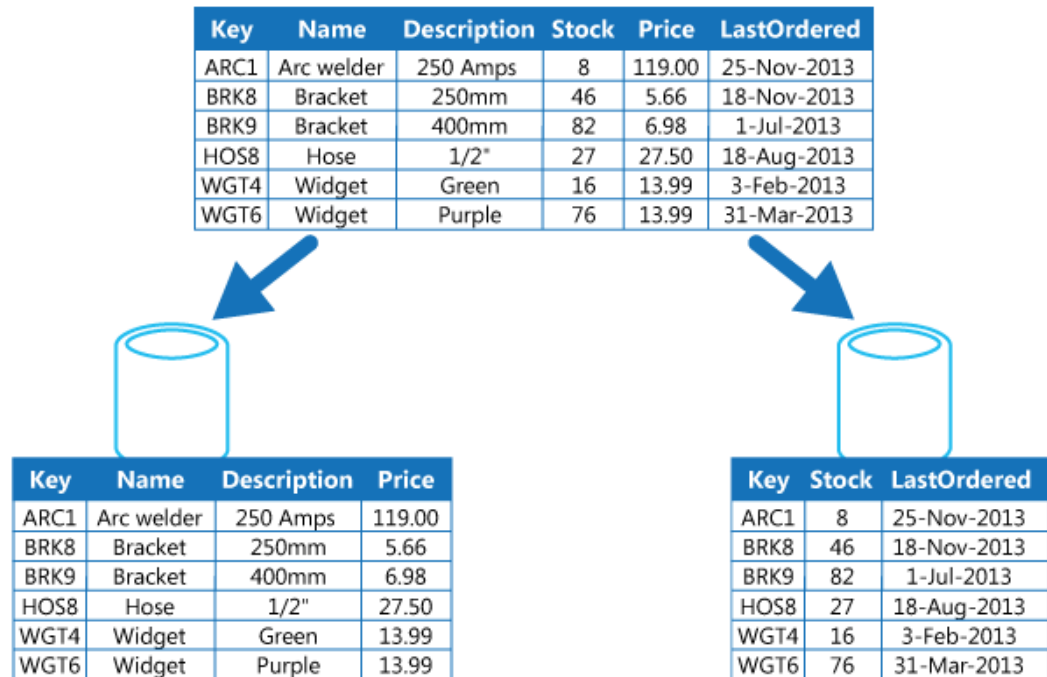 Key Name Description Stock Price LastOrdered
ARC1 Arc welder 250 Amps 8 119.00 25-Nov-2013
BRK8 Bracket 250mm 46 5.66 18-Nov-2013
BRK9 Bracket 400mm 82 6.98 1-Jul-2013
HOS8 Hose 1/2" 27 27.50 18-Aug-2013
WGT4 Widget Green 16 13.99 3-Feb-2013
WGT6 Widget Purple 76 13.99 31-Mar-2013
Key Name Description Price
ARC1 Arc welder 250 Amps 119.00
BRK8 Bracket 250mm 5.66
BRK9 Bracket 400mm 6.98
HOS8 Hose 1/2" 27.50
WGT4 Widget Green 13.99
WGT6 Widget Purple 13.99
Key Stock LastOrdered
ARC1 8 25-Nov-2013
BRK8 46 18-Nov-2013
BRK9 82 1-Jul-2013
HOS8 27 18-Aug-2013
WGT4 16 3-Feb-2013
WGT6 76 31-Mar-2013